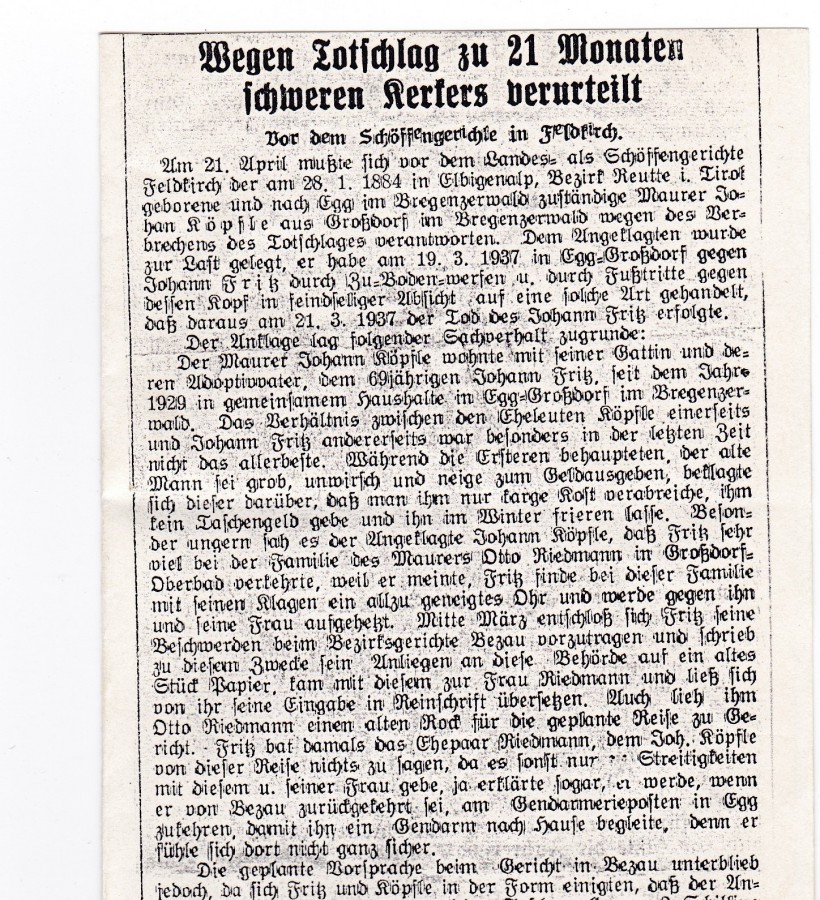 Wegen Totschlag zu 21 Monaten
schweren Kerkers verurteilt
Vor dem Schöffengerichte in Feldkirch.
Am 21. April mußte sich vor dem Landes- als Schöffengerichte
Feldkirch der am 28. 1. 1884 in Elbigenalp, Bezirk Reutte i. Tirol
geborene und nach Egg im Bregenzerwald zuständige Maurer Jo-
han Köpfle aus Großdorf im Bregenzerwald wegen des Ver-
brechens des Totschlages verantworten. Dem Angeklagten wurde
zur Last gelegt, er habe am 19. 3. 1937 in Egg-Großdorf gegen
Johann Fritz durch Zu-Boden-werfen u. durch Fußtritte gegen
dessen Kopf in feindseliger Absicht auf eine solche Art gehandelt,
daß daraus am 21. 3. 1937 der Tod des Johann Fritz erfolgte.
Der Anklage lag folgender Sachverhalt zugrunde:
Der Maurer Johann Köpfle wohnte mit seiner Gattin und de-
ren Adoptivvater, dem 69jährigen Johann Fritz, seit dem Jahre
1929 in gemeinsamem Haushalte in Egg-Großdorf im Bregenzer-
wald. Das Verhältnis zwischen den Eheleuten Köpfle einerseits
und Johann Fritz andererseits war besonders in der letzten Zeit
nicht das allerbeste. Während die Ersteren behaupteten, der alte
Mann sei grob, unwirsch und neige zum Geldausgeben, beklagte
sich dieser darüber, daß man ihm nur karge Kost verabreiche, ihm
kein Taschengeld gebe und ihn im Winter frieren lasse. Beson-
der ungern sah es der Angeklagte Johann Köpfle, daß Fritz sehr
viel bei der Familie des Maurers Otto Riedmann in Großdorf-
Oberbad verkehrte, weil er meinte, Fritz finde bei dieser Familie
mit seinen Klagen ein allzu geneigtes Ohr und werde gegen ihn
und seine Frau aufgehetzt. Mitte März entschloß sich Fritz seine
Beschwerden beim Bezirksgerichte Bezau vorzutragen und schrieb
zu diesem Zwecke sein Anliegen an diese Behörde auf ein altes
Stück Papier, kam mit diesem zur Frau Riedmann und ließ sich
von ihr seine Eingabe in Reinschrift übersetzen. Auch lieh ihm
Otto Riedmann einen alten Rock für die geplante Reise zu Ge-
richt. Fritz bat damals das Ehepaar Riedmann, dem Joh. Köpfle
von dieser Reise nichts zu sagen, da es sonst nur Streitigkeiten
mit diesem u. seiner Frau gebe, ja erklärte sogar, er werde, wenn
er von Bezau zurückgekehrt sei, am Gendarmerieposten in Egg
zukehren, damit ihn ein Gendarm nach Hause begleite, denn er
fühle sich dort nicht ganz sicher.
Die geplante Vorsprache beim Gericht in Bezau unterblieb
jedoch, da sich Fritz und Köpfle in der Form einigten, daß der An-